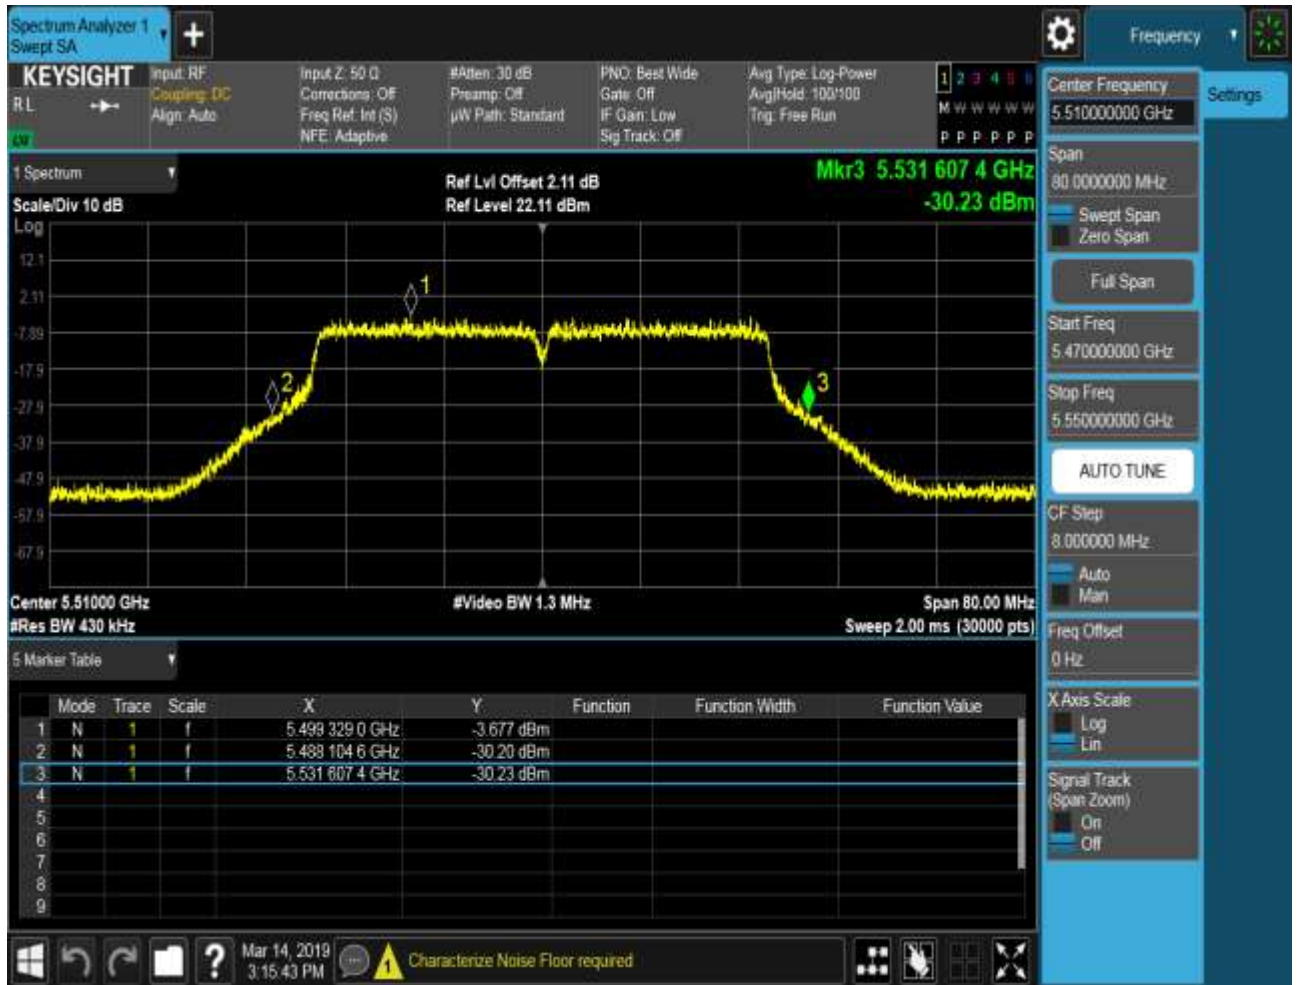 Spectrum Analyzer 1
Swept SA
Frequency
KEYSIGHT
RL
Input: RF
Coupling: DC
Align: Auto
Input Z: 50 Ω
Corrections: Off
Freq Ref: Int (S)
NFE: Adaptive
#Atten: 30 dB
Preamp: Off
µW Path: Standard
PNO: Best Wide
Gate: Off
IF Gain: Low
Sig Track: Off
Avg Type: Log-Power
Avg|Hold: 100/100
Trig: Free Run
1 2 3 4 5 6
M W W W W W
P P P P P P
1 Spectrum
Scale/Div 10 dB
Ref Lvl Offset 2.11 dB
Ref Level 22.11 dBm
Mkr3 5.531 607 4 GHz
-30.23 dBm
Log
12.1
2.11
-7.89
-17.9
-27.9
-37.9
-47.9
-57.9
-67.9
1
2
3
Center 5.51000 GHz
#Res BW 430 kHz
#Video BW 1.3 MHz
Span 80.00 MHz
Sweep 2.00 ms (30000 pts)
5 Marker Table
Mode Trace Scale X Y Function Function Width Function Value
1 N 1 f 5.499 329 0 GHz -3.677 dBm
2 N 1 f 5.488 104 6 GHz -30.20 dBm
3 N 1 f 5.531 607 4 GHz -30.23 dBm
4
5
6
7
8
9
Mar 14, 2019
3:15:43 PM
1
Characterize Noise Floor required
Center Frequency
5.510000000 GHz
Settings
Span
80.0000000 MHz
Swept Span
Zero Span
Full Span
Start Freq
5.470000000 GHz
Stop Freq
5.550000000 GHz
AUTO TUNE
CF Step
8.000000 MHz
Auto
Man
Freq Offset
0 Hz
X Axis Scale
Log
Lin
Signal Track
(Span Zoom)
On
Off